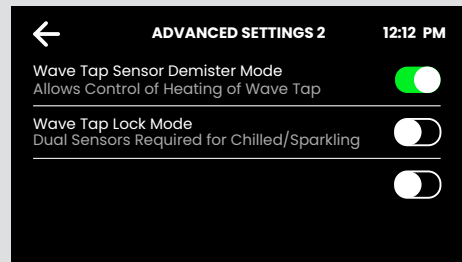 ADVANCED SETTINGS 2 12:12 PM
Wave Tap Sensor Demister Mode
Allows Control of Heating of Wave Tap
Wave Tap Lock Mode
Dual Sensors Required for Chilled/Sparkling